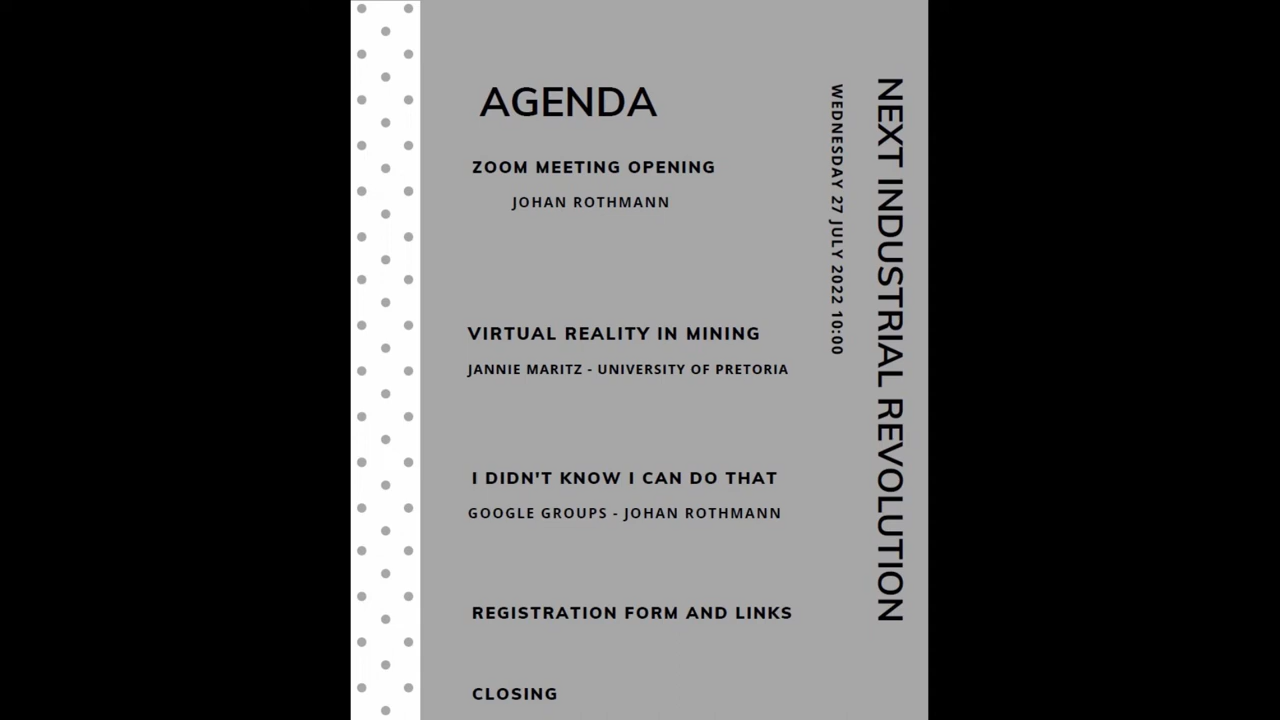 AGENDA
ZOOM MEETING OPENING
JOHAN ROTHMANN
VIRTUAL REALITY IN MINING
JANNIE MARITZ - UNIVERSITY OF PRETORIA
I DIDN'T KNOW I CAN DO THAT
GOOGLE GROUPS - JOHAN ROTHMANN
REGISTRATION FORM AND LINKS
CLOSING
NEXT INDUSTRIAL REVOLUTION
WEDNESDAY 27 JULY 2022 10:00